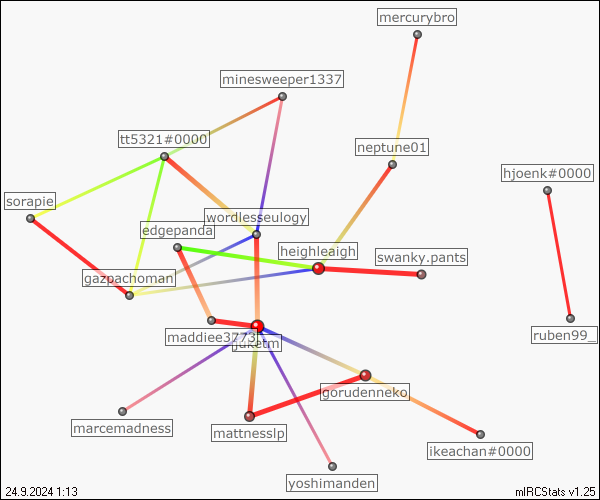 mercurybro
minesweeper1337
tt5321#0000
neptune01
hjoenk#0000
sorapie
wordlesseulogy
edgepanda
heighleaigh
swanky.pants
gazpachoman
maddiee3773
juketm
ruben99_
gorudenneko
marcemadness
mattnesslp
ikeachan#0000
yoshimanden
24.9.2024 1:13
mIRCStats v1.25